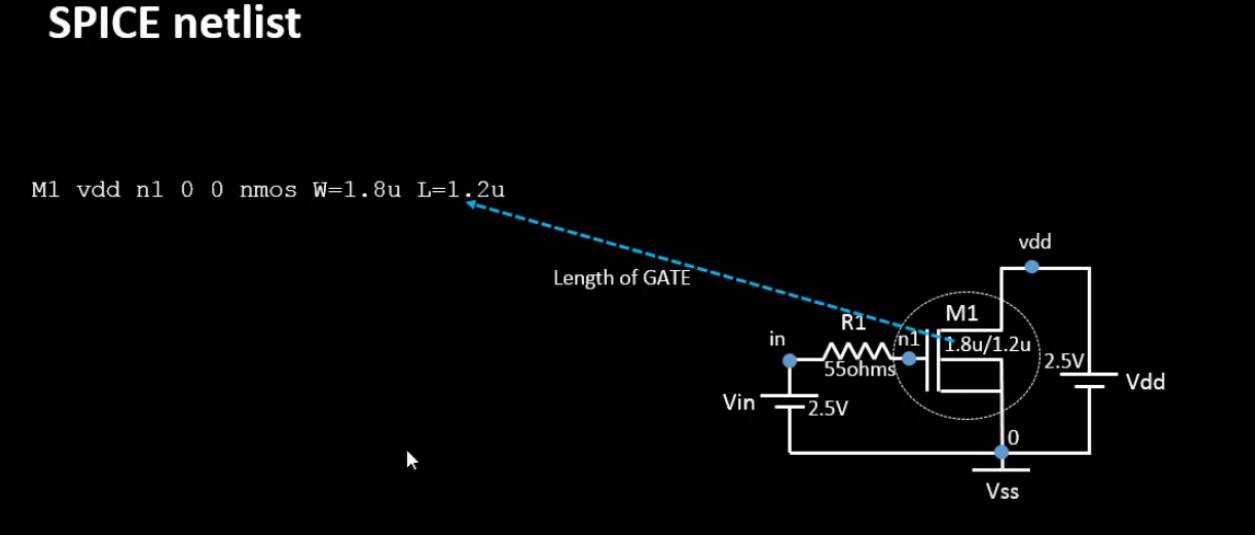 SPICE netlist
M1 vdd n1 0 0 nmos W=1.8u L=1.2u
Length of GATE
vdd
M1
R1
in
n1
1.8u/1.2u
55ohms
2.5V
Vdd
Vin
2.5V
0
Vss